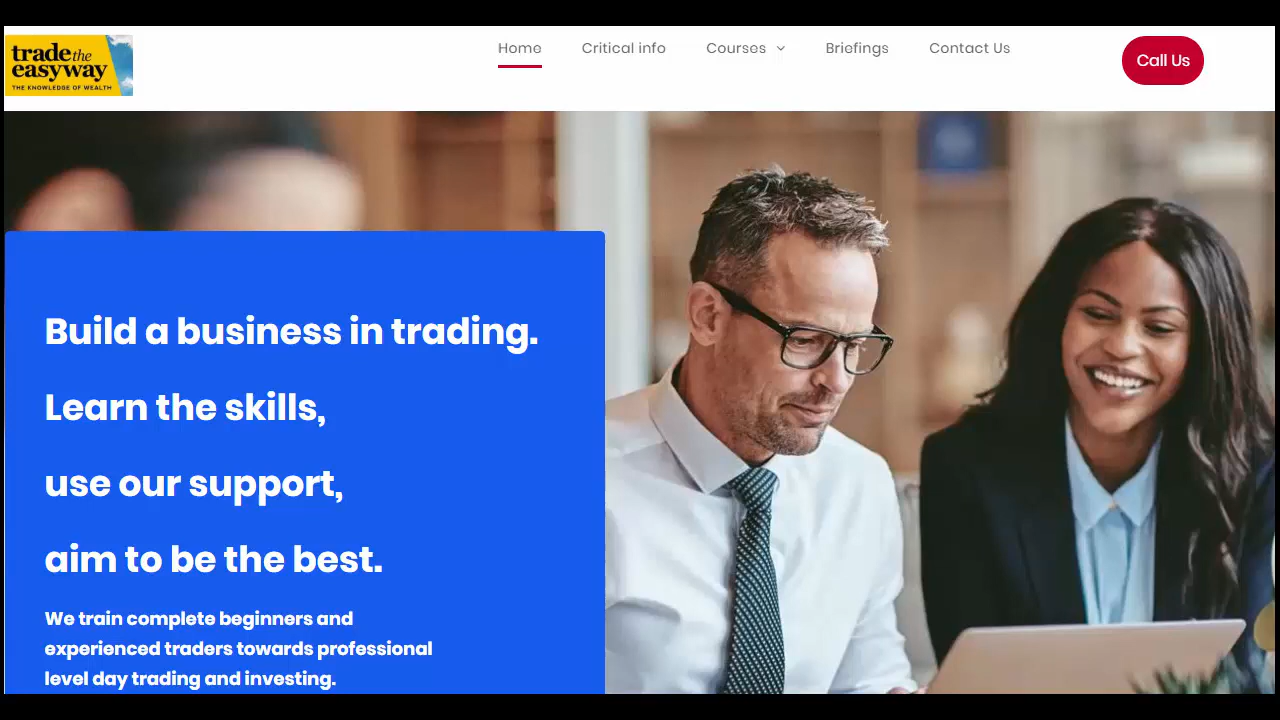 trade the
easyway
THE KNOWLEDGE OF WEALTH
Home Critical info Courses Briefings Contact Us
Call Us
Build a business in trading.
Learn the skills,
use our support,
aim to be the best.
We train complete beginners and
experienced traders towards professional
level day trading and investing.